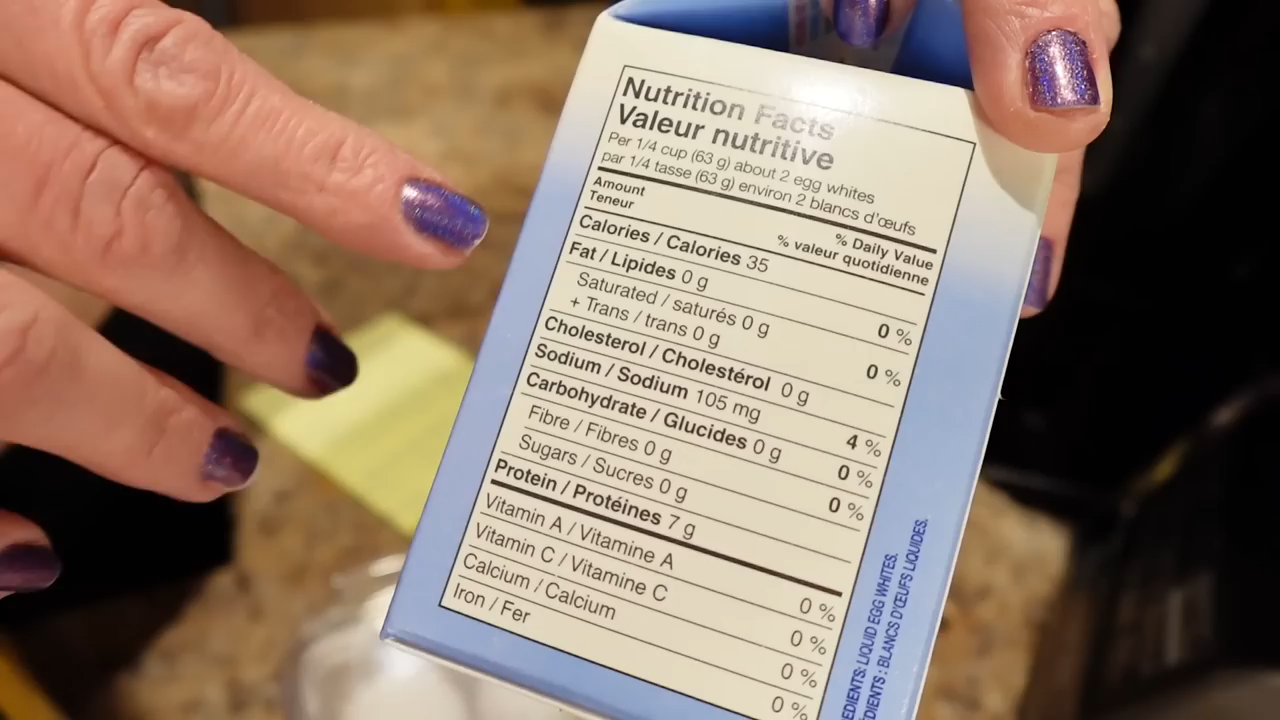 Nutrition Facts
Valeur nutritive
Per 1/4 cup (63 g) about 2 egg whites
par 1/4 tasse (63 g) environ 2 blancs d'œufs
Amount
Teneur
% Daily Value
% valeur quotidienne
Calories / Calories 35
Fat / Lipides 0 g 0 %
Saturated / saturés 0 g
+ Trans / trans 0 g 0 %
Cholesterol / Cholestérol 0 g
Sodium / Sodium 105 mg 4 %
Carbohydrate / Glucides 0 g 0 %
Fibre / Fibres 0 g 0 %
Sugars / Sucres 0 g
Protein / Protéines 7 g
Vitamin A / Vitamine A 0 %
Vitamin C / Vitamine C 0 %
Calcium / Calcium 0 %
Iron / Fer 0 %
EDIENTS: LIQUID EGG WHITES.
ÉDIENTS : BLANCS D'ŒUFS LIQUIDES.